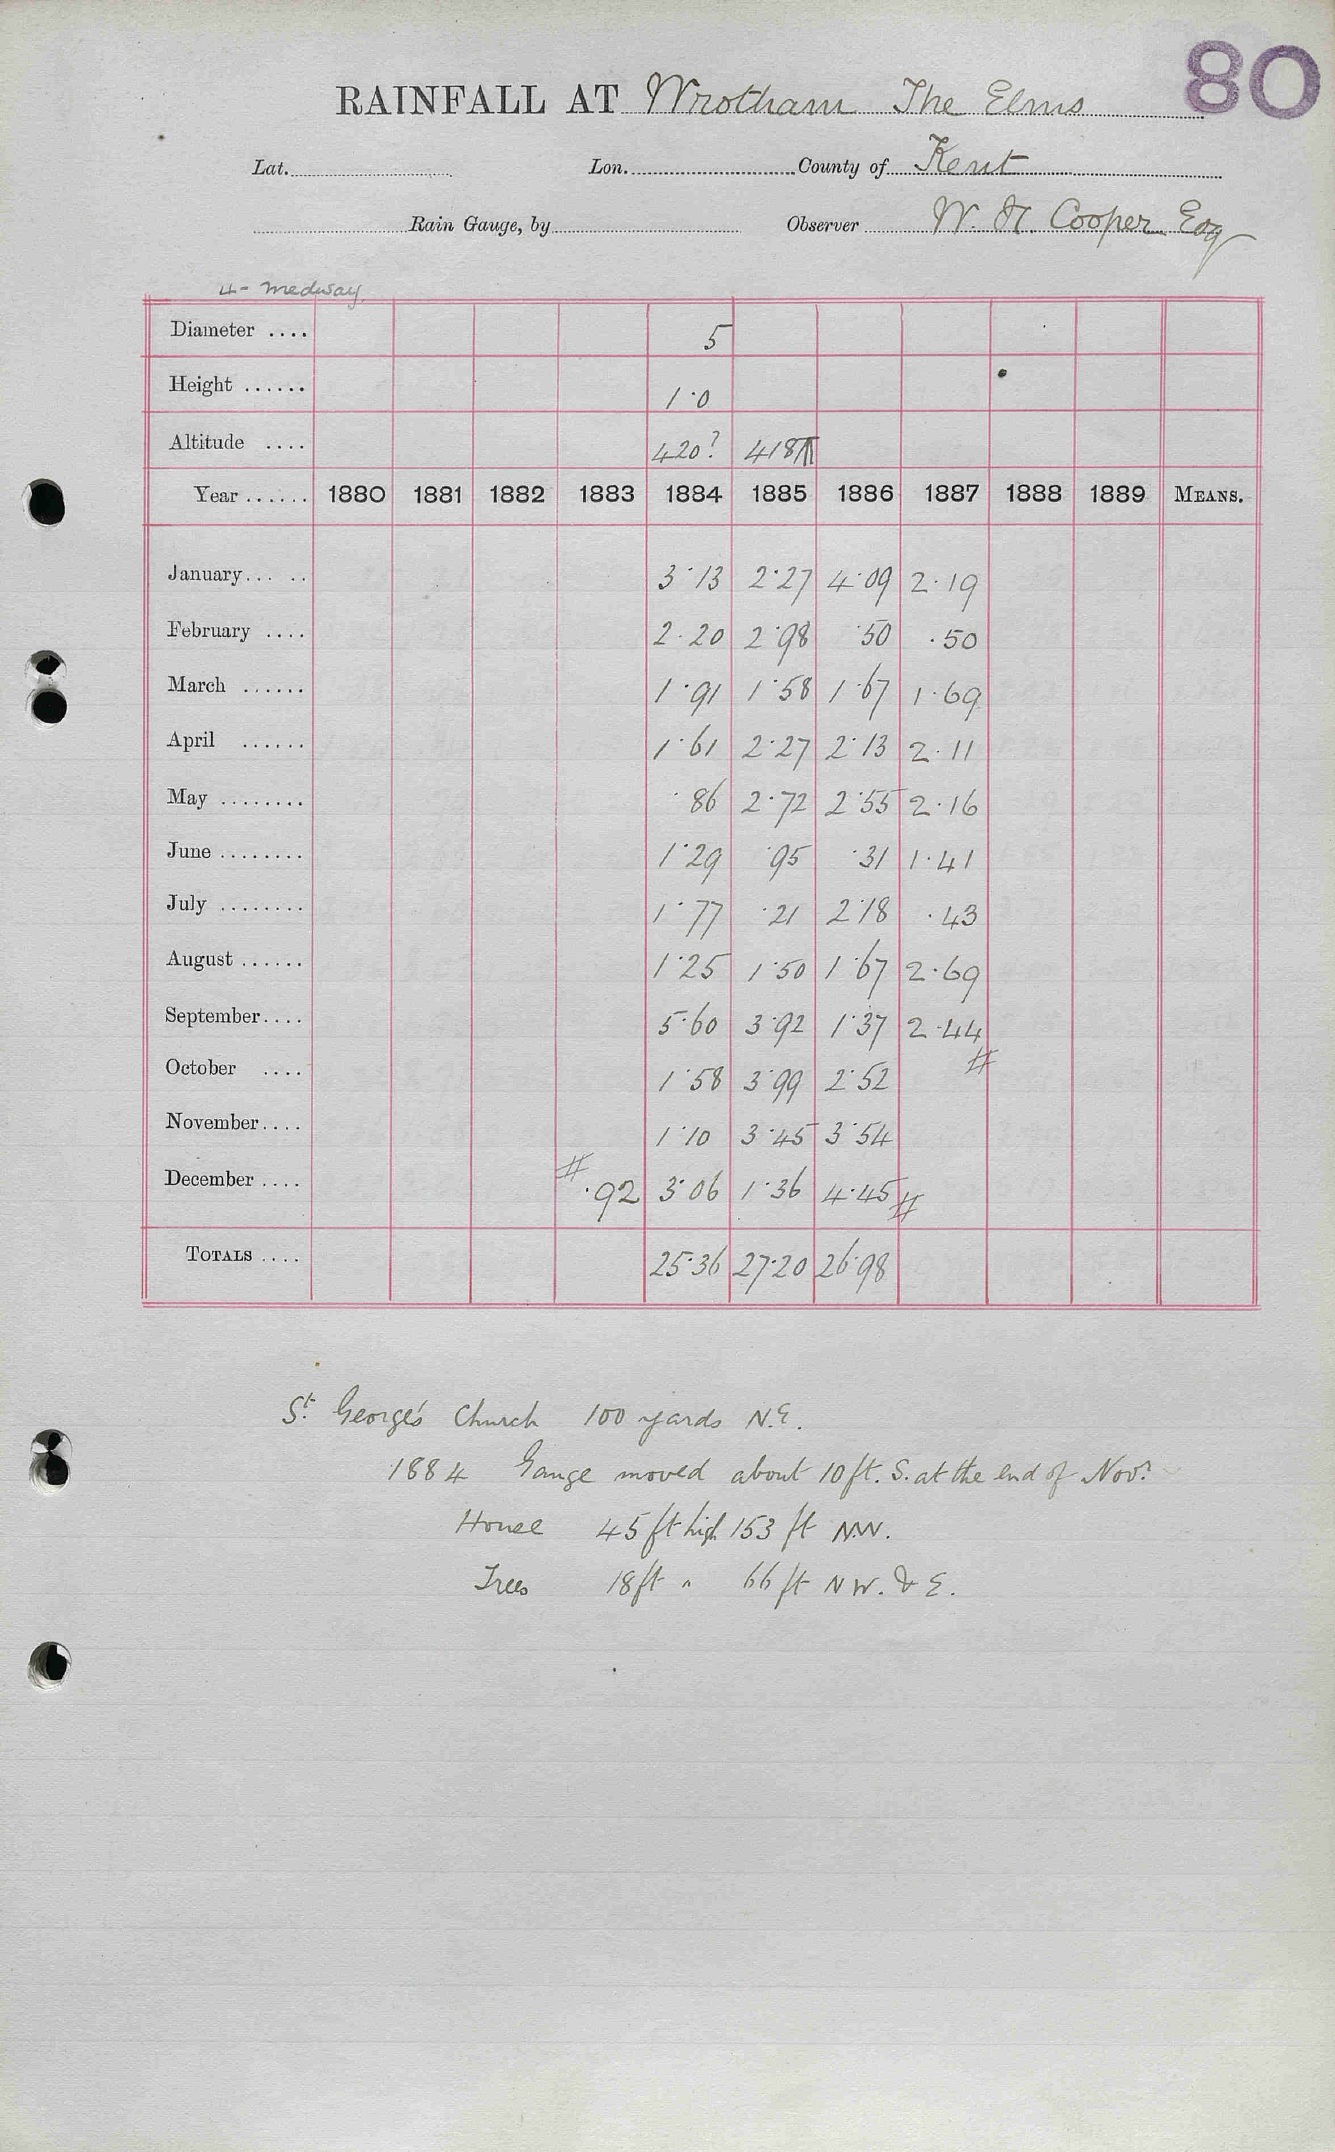 80
RAINFALL AT Wrotham The Elms
Lat. Lon. County of Kent
Rain Gauge, by Observer W. H. Cooper Esq
4- Medway
Diameter .... 5
Height ...... 1·0
Altitude .... 420? 418
Year ...... 1880 1881 1882 1883 1884 1885 1886 1887 1888 1889 MEANS.
January... .. 3·13 2·27 4·09 2·19
February .... 2·20 2·98 ·50 ·50
March ...... 1·91 1·58 1·67 1·69
April ...... 1·61 2·27 2·13 2·11
May ........ ·86 2·72 2·55 2·16
June ........ 1·29 ·95 ·31 1·41
July ........ 1·77 ·21 2·18 ·43
August ...... 1·25 1·50 1·67 2·69
September.... 5·60 3·92 1·37 2·44
October .... 1·58 3·99 2·52 #
November.... 1·10 3·45 3·54
December .... # ·92 3·06 1·36 4·45 #
TOTALS .... 25·36 27·20 26·98
St. George's Church 100 yards N.E.
1884 Gauge moved about 10 ft. S. at the end of Novr.
House 45 ft high 153 ft N.W.
Trees 18 ft " 66 ft N W. & E.